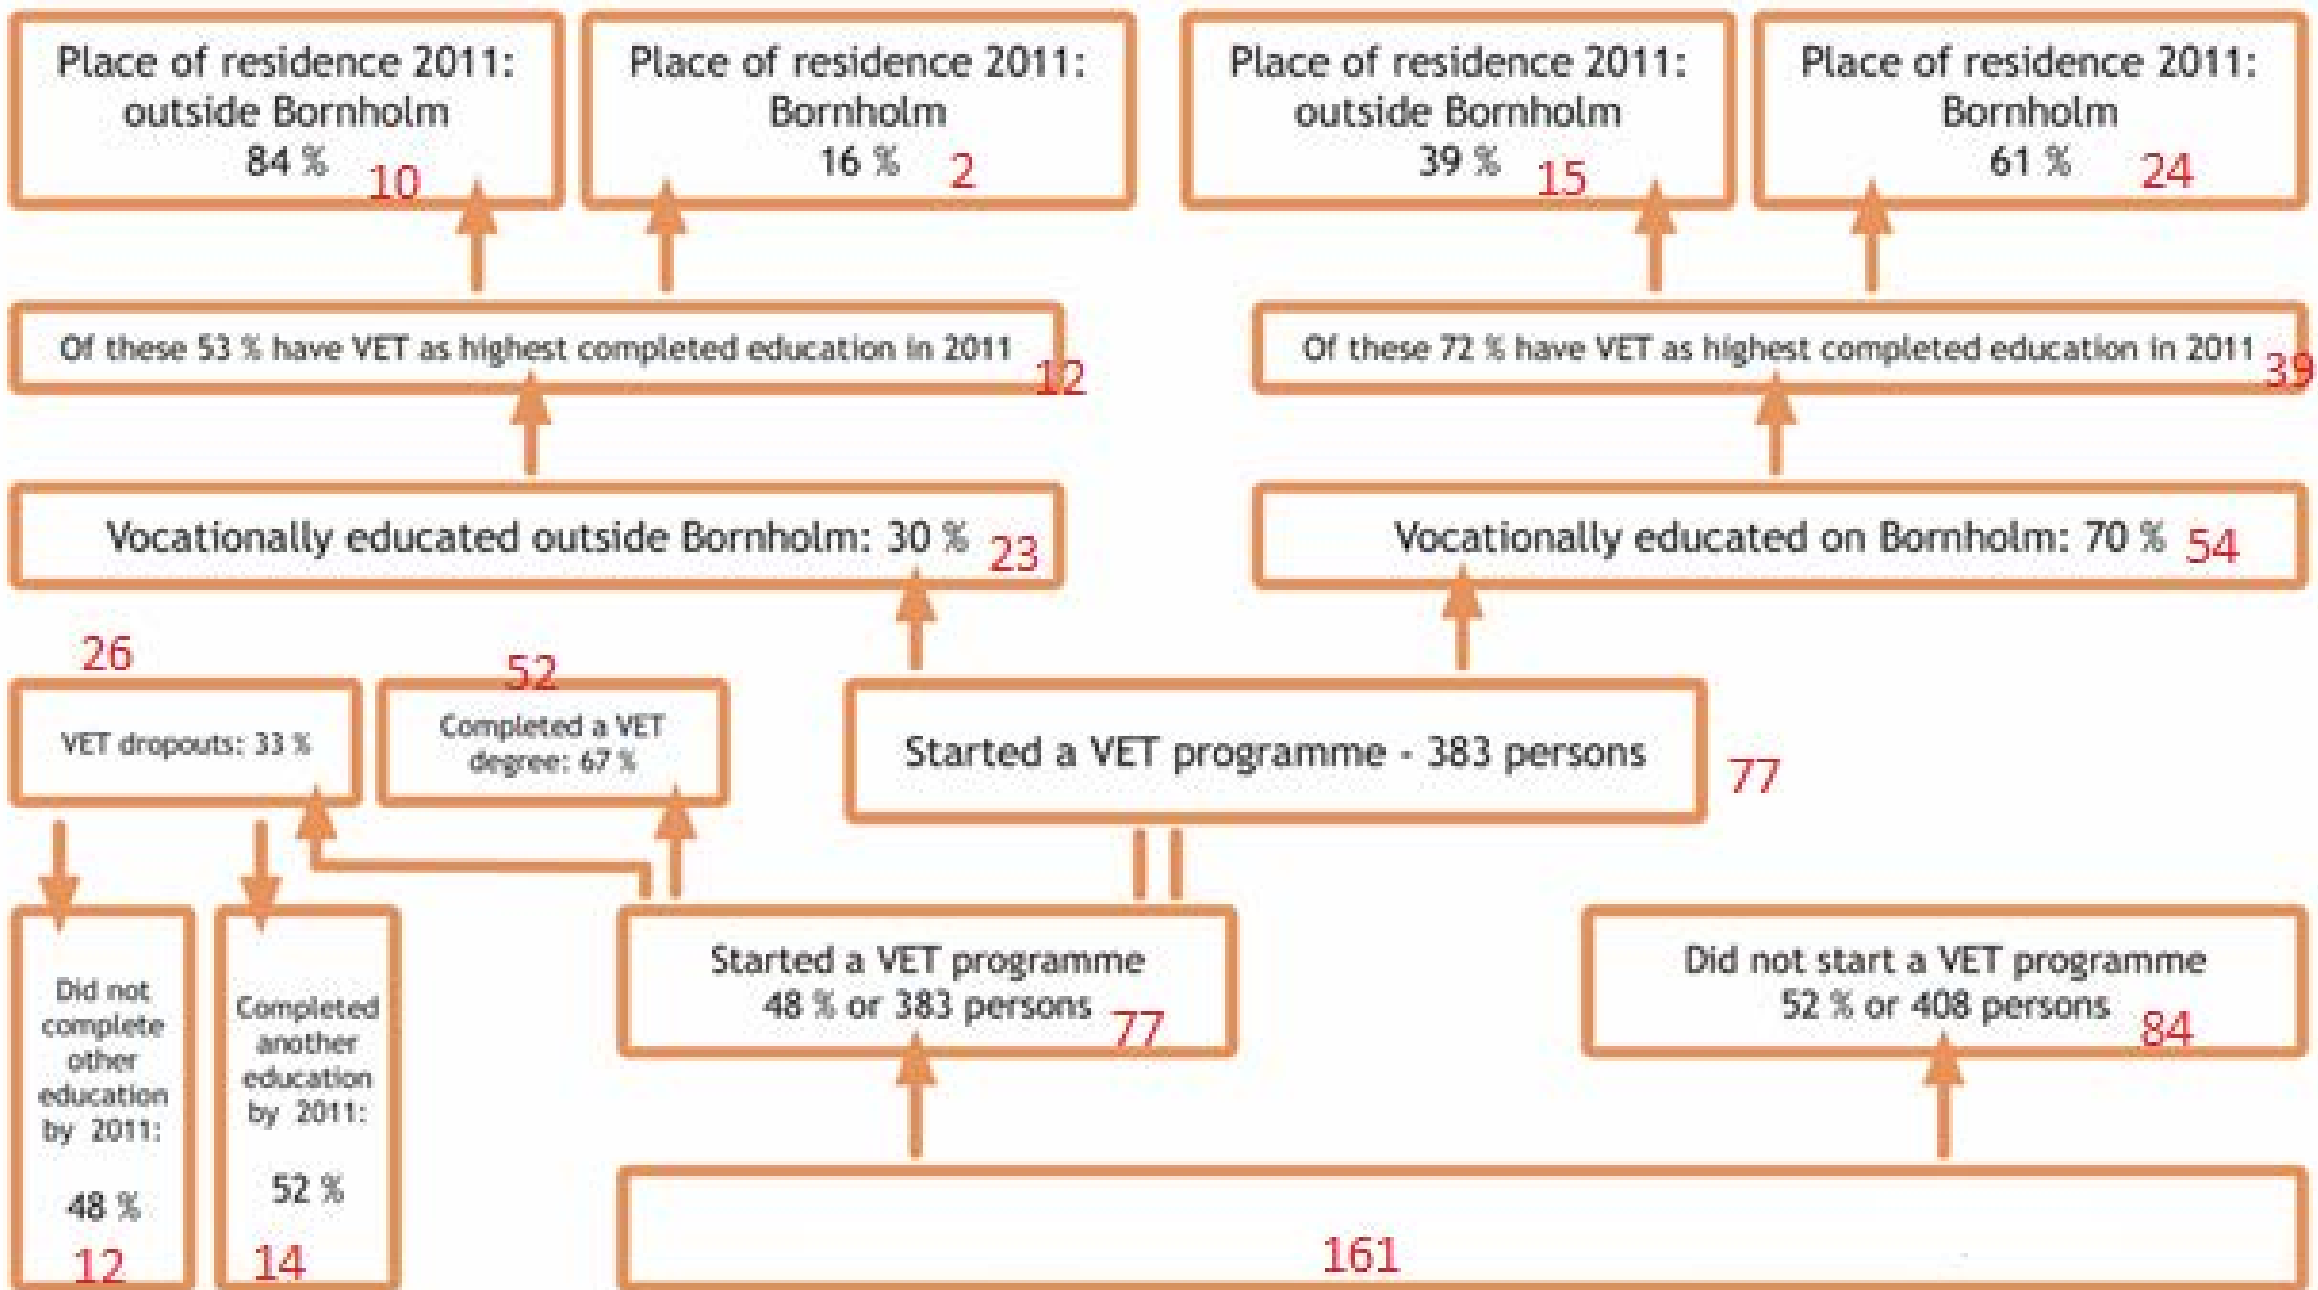 Place of residence 2011:
outside Bornholm
84 % 10
Place of residence 2011:
Bornholm
16 % 2
Place of residence 2011:
outside Bornholm
39 % 15
Place of residence 2011:
Bornholm
61 % 24
Of these 53 % have VET as highest completed education in 2011
12
Of these 72 % have VET as highest completed education in 2011
39
Vocationally educated outside Bornholm: 30 % 23
Vocationally educated on Bornholm: 70 % 54
26
VET dropouts: 33 %
52
Completed a VET
degree: 67 %
Started a VET programme - 383 persons
77
Did not
complete
other
education
by 2011:
48 %
12
Completed
another
education
by 2011:
52 %
14
Started a VET programme
48 % or 383 persons
77
Did not start a VET programme
52 % or 408 persons
84
161